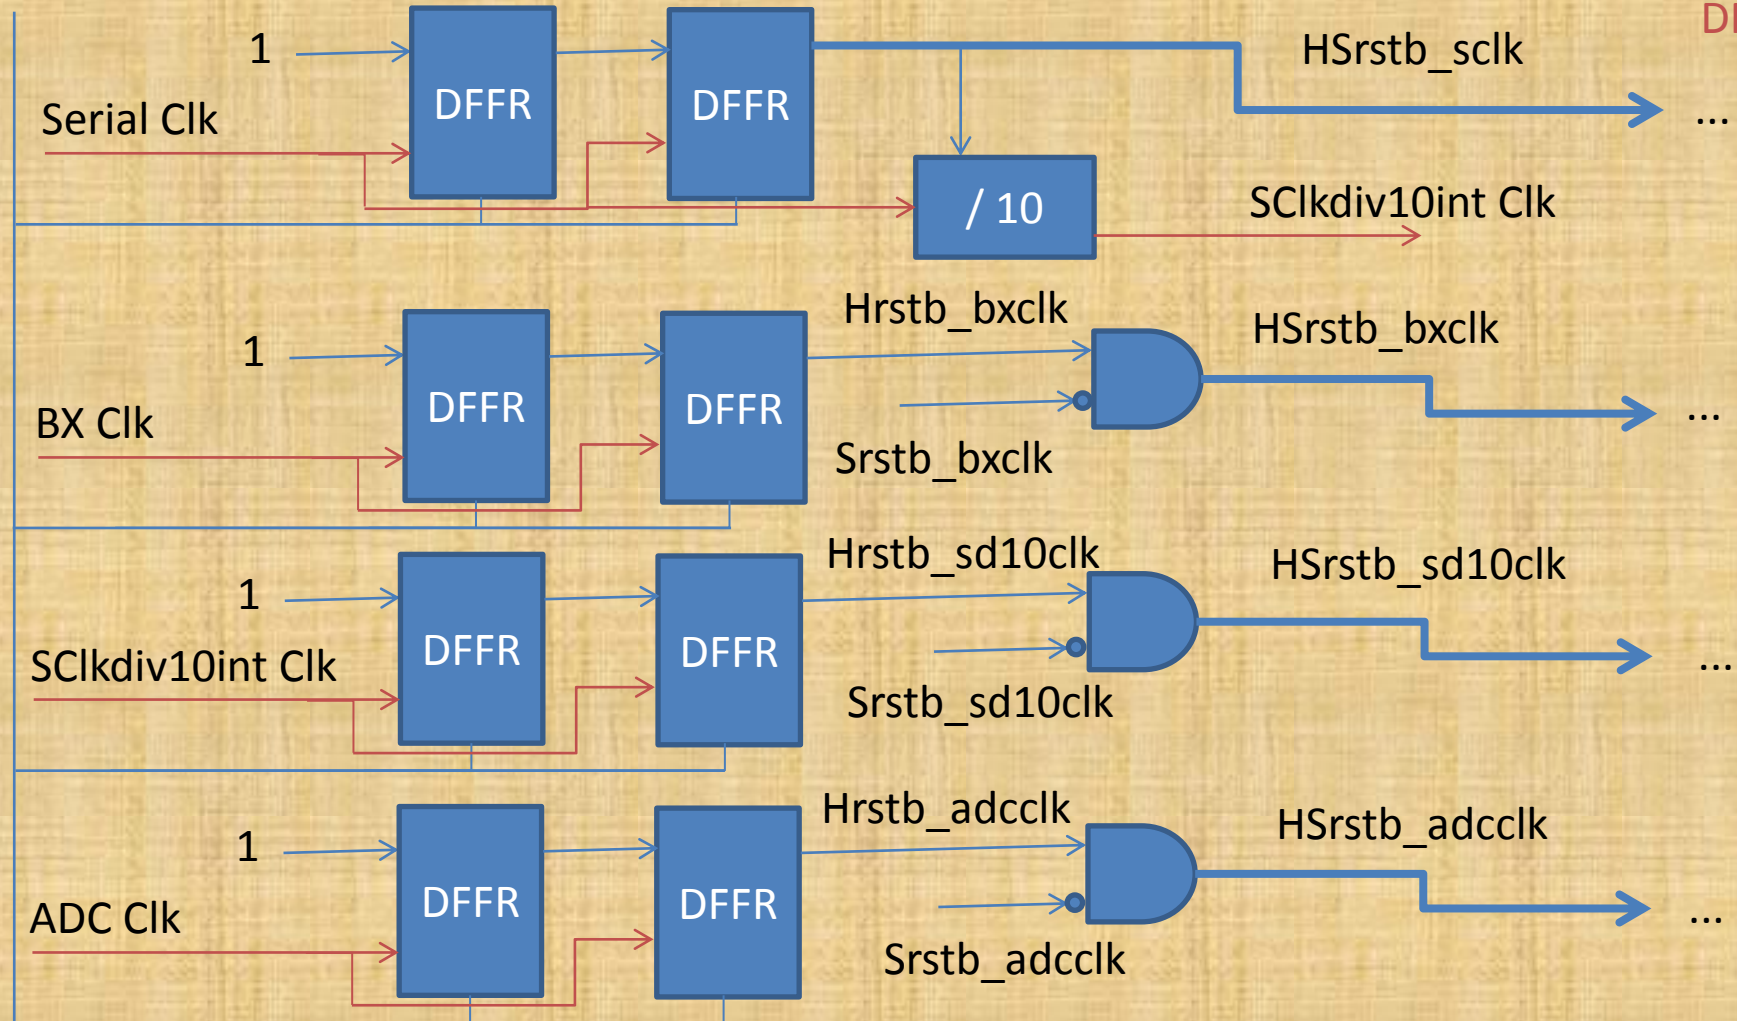 DF
1
DFFR
DFFR
HSrstb_sclk
Serial Clk
...
/ 10
SClkdiv10int Clk
1
DFFR
DFFR
Hrstb_bxclk
HSrstb_bxclk
BX Clk
Srstb_bxclk
...
1
DFFR
DFFR
Hrstb_sd10clk
HSrstb_sd10clk
SClkdiv10int Clk
Srstb_sd10clk
...
1
DFFR
DFFR
Hrstb_adcclk
HSrstb_adcclk
ADC Clk
Srstb_adcclk
...